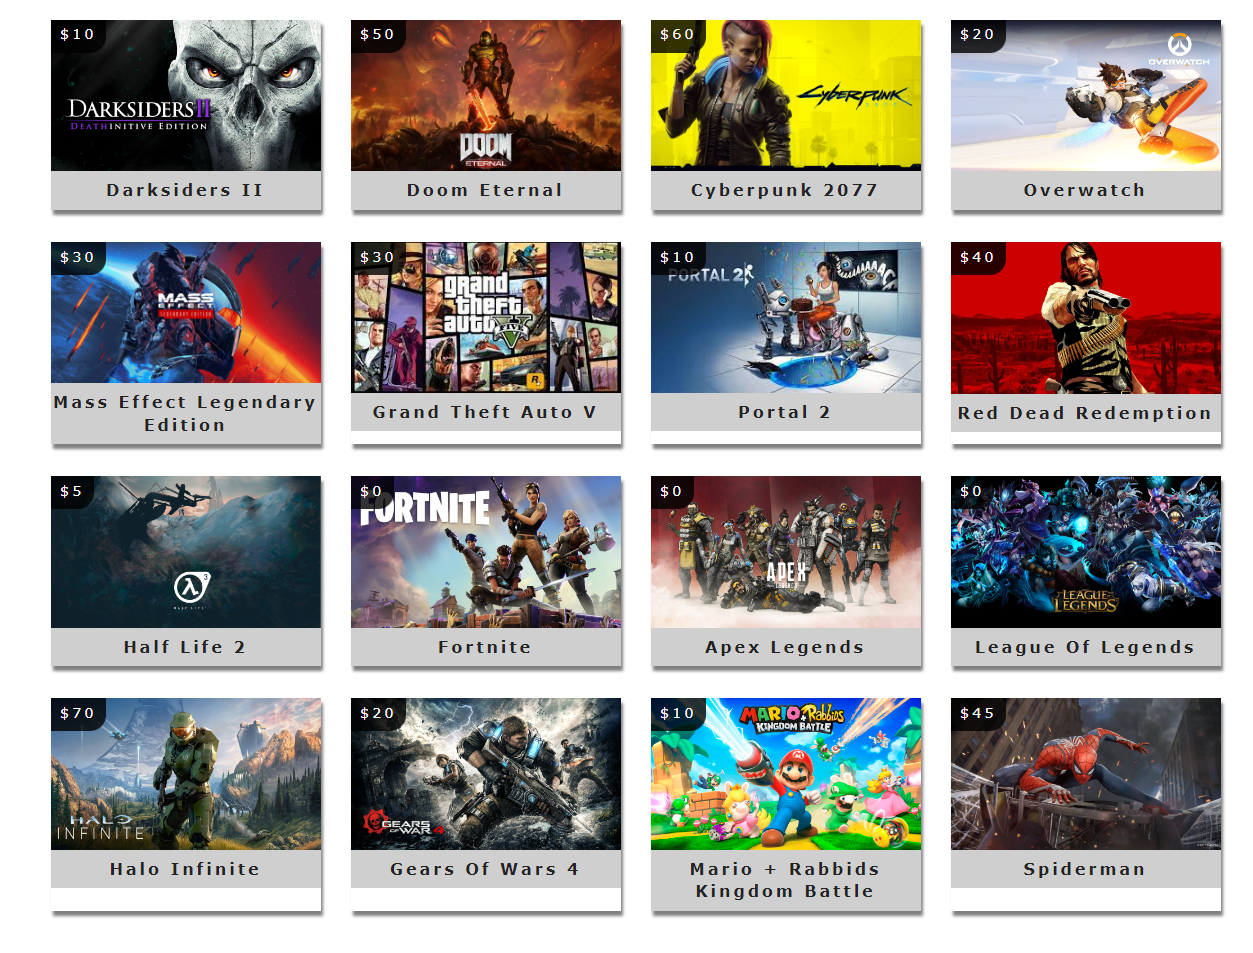 $10
DARKSIDERS II
DEATHINITIVE EDITION
Darksiders II
$50
DOOM
ETERNAL
Doom Eternal
$60
CYBERPUNK
Cyberpunk 2077
$20
OVERWATCH
Overwatch
$30
MASS
EFFECT
LEGENDARY EDITION
Mass Effect Legendary
Edition
$30
grand
theft
auto
V
FIVE
R
Grand Theft Auto V
$10
PORTAL 2
Portal 2
$40
Red Dead Redemption
$5
λ3
HALF LIFE
Half Life 2
$0
FORTNITE
Fortnite
$0
APEX
LEGENDS
Apex Legends
$0
LEAGUE
OF
LEGENDS
League Of Legends
$70
HALO
INFINITE
Halo Infinite
$20
GEARS
OF WAR 4
Gears Of Wars 4
$10
MARIO + Rabbids
KINGDOM BATTLE
Mario + Rabbids
Kingdom Battle
$45
Spiderman